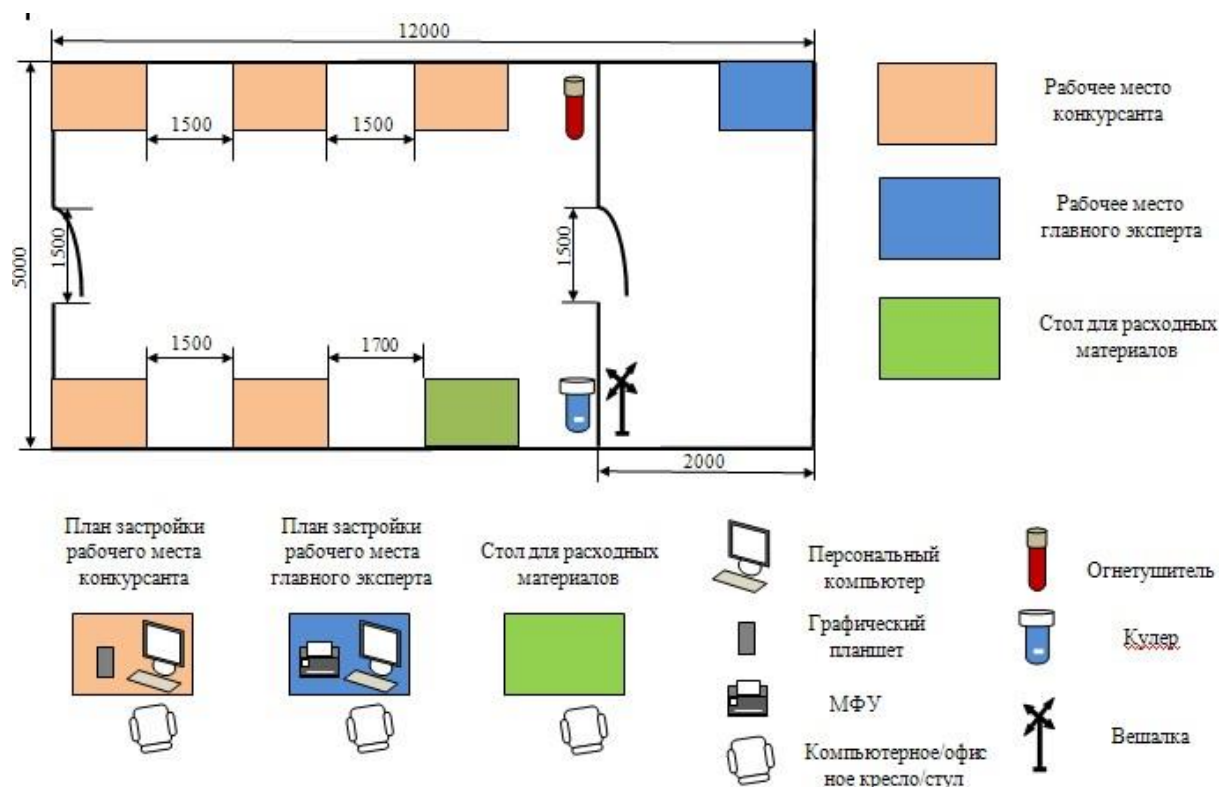 12000
5000
1500
1500
1500
1500
1500
1700
2000
Рабочее место
конкурсанта
Рабочее место
главного эксперта
Стол для расходных
материалов
План застройки
рабочего места
конкурсанта
План застройки
рабочего места
главного эксперта
Стол для расходных
материалов
Персональный
компьютер
Графический
планшет
МФУ
Компьютерное/офис
ное кресло/стул
Огнетушитель
Кулер
Вешалка